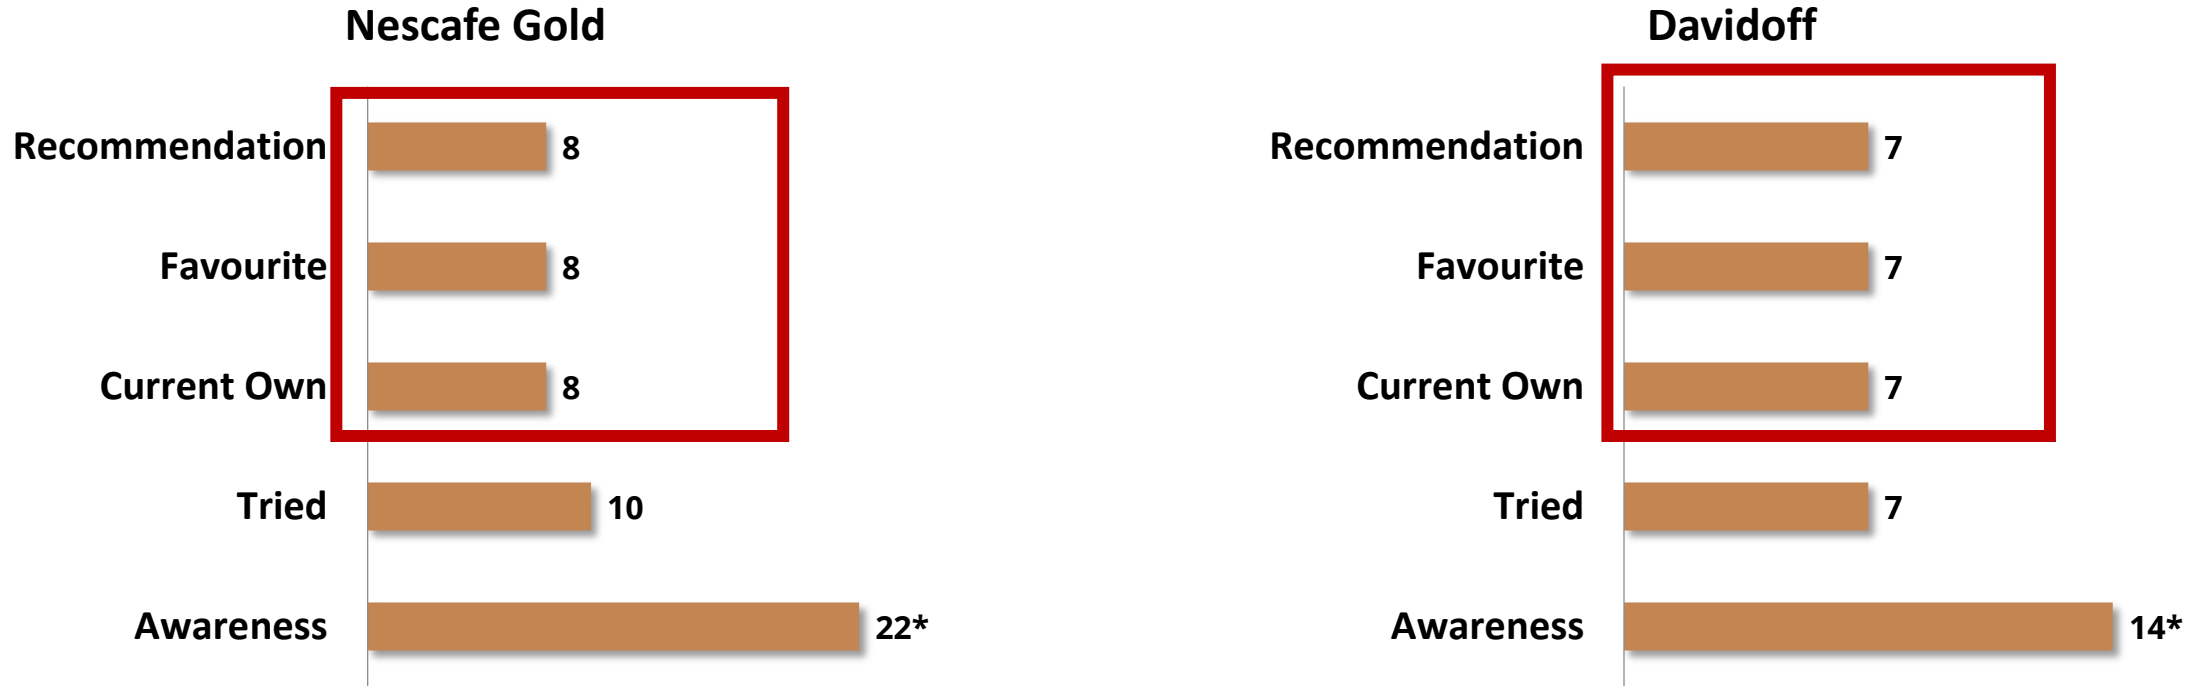 Nescafe Gold
Recommendation 8
Favourite 8
Current Own 8
Tried 10
Awareness 22*
Davidoff
Recommendation 7
Favourite 7
Current Own 7
Tried 7
Awareness 14*